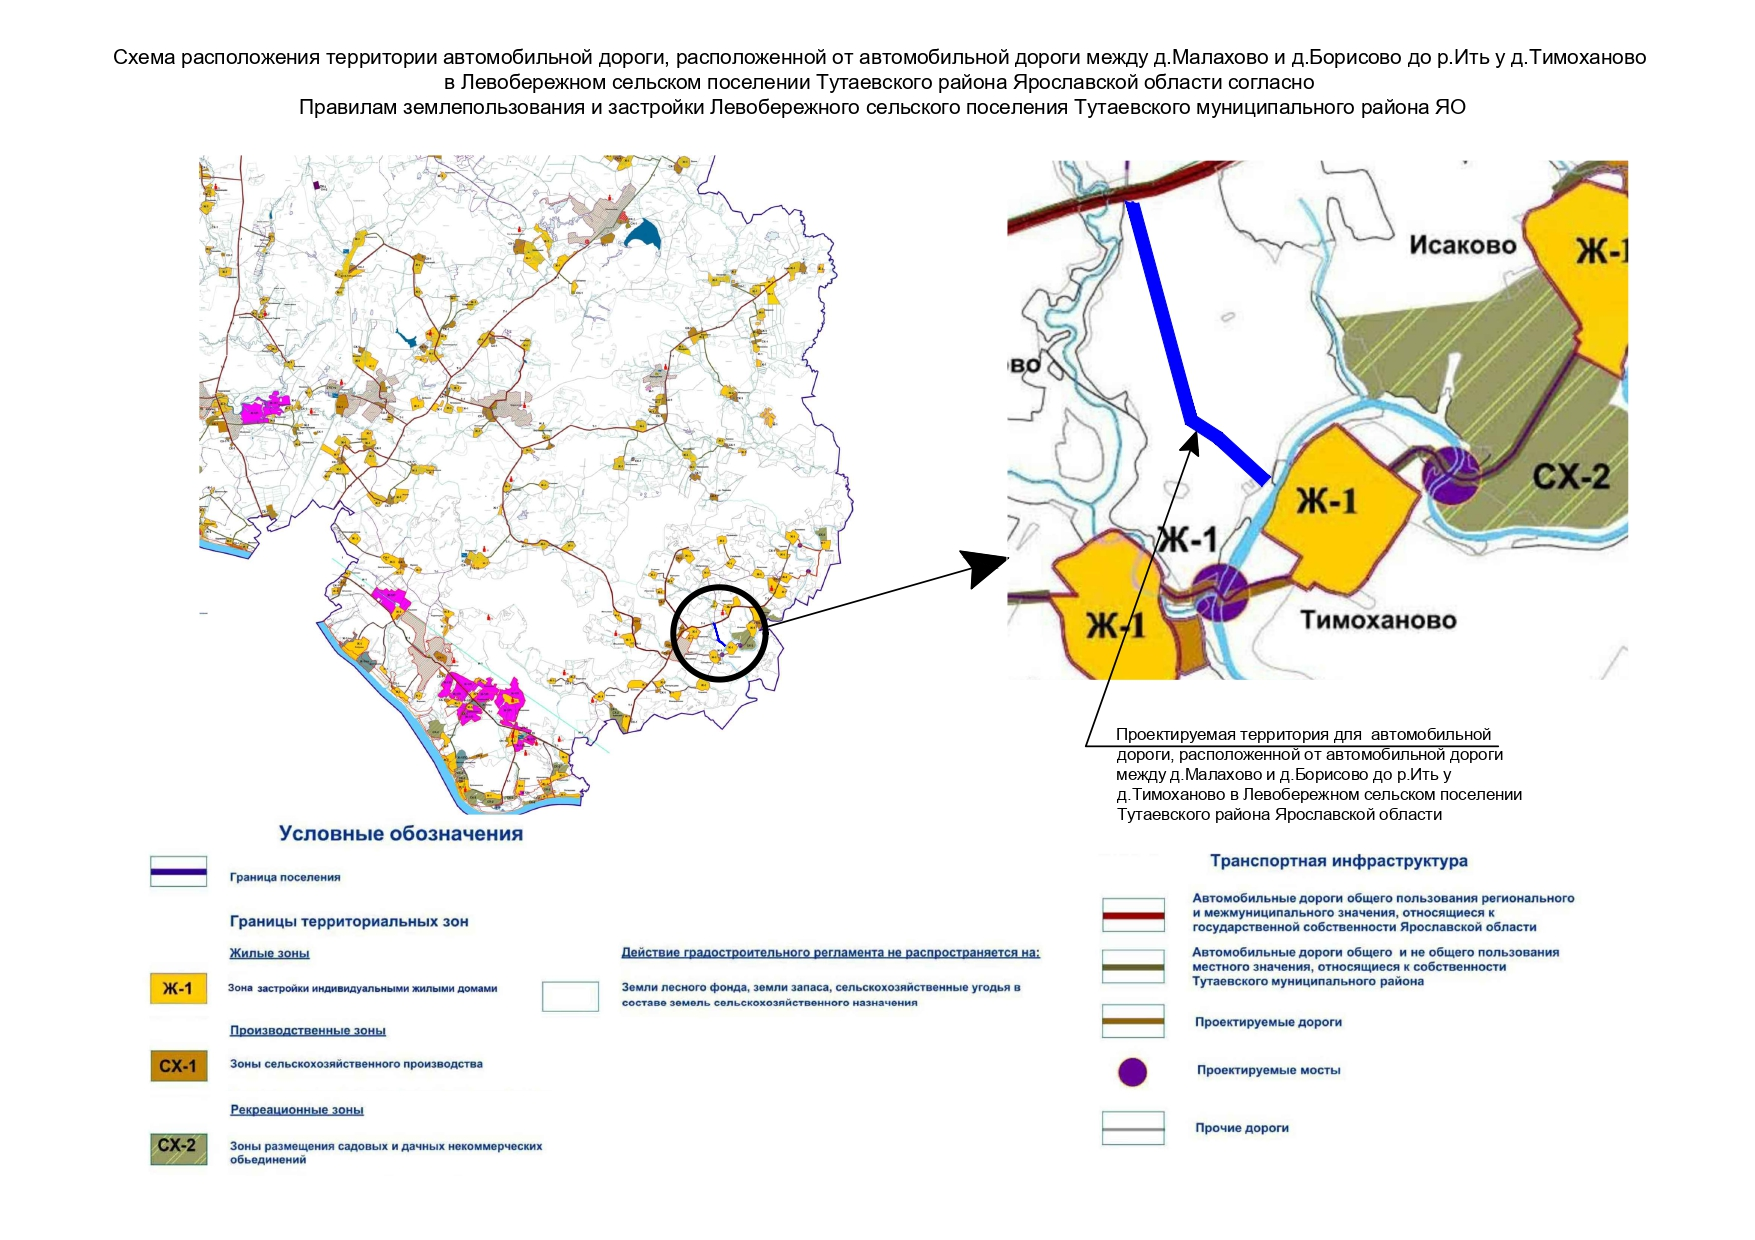 Схема расположения территории автомобильной дороги, расположенной от автомобильной дороги между д.Малахово и д.Борисово до р.Ить у д.Тимоханово
в Левобережном сельском поселении Тутаевского района Ярославской области согласно
Правилам землепользования и застройки Левобережного сельского поселения Тутаевского муниципального района ЯО
Исаково
Ж-1
во
СХ-2
Ж-1
Ж-1
Ж-1
Тимоханово
Проектируемая территория для автомобильной
дороги, расположенной от автомобильной дороги
между д.Малахово и д.Борисово до р.Ить у
д.Тимоханово в Левобережном сельском поселении
Тутаевского района Ярославской области
Условные обозначения
Граница поселения
Границы территориальных зон
Жилые зоны
Ж-1
Зона застройки индивидуальными жилыми домами
Производственные зоны
СХ-1
Зоны сельскохозяйственного производства
Рекреационные зоны
СХ-2
Зоны размещения садовых и дачных некоммерческих
обьединений
Действие градостроительного регламента не распространяется на:
Земли лесного фонда, земли запаса, сельскохозяйственные угодья в
составе земель сельскохозяйственного назначения
Транспортная инфраструктура
Автомобильные дороги общего пользования регионального
и межмуниципального значения, относящиеся к
государственной собственности Ярославской области
Автомобильные дороги общего и не общего пользования
местного значения, относящиеся к собственности
Тутаевского муниципального района
Проектируемые дороги
Проектируемые мосты
Прочие дороги